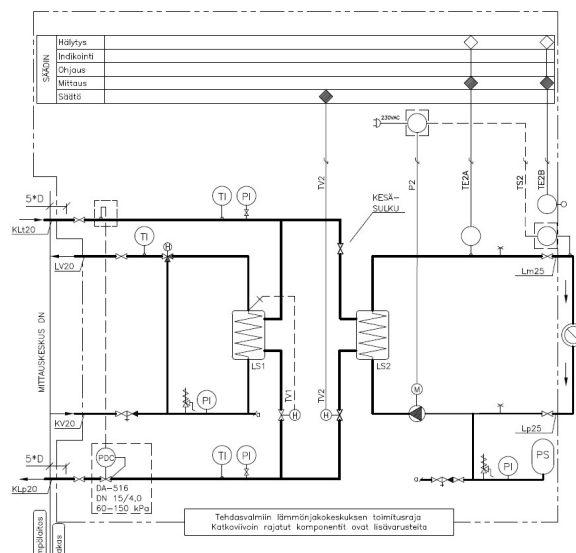 SÄÄDIN
Hälytys
Indikointi
Ohjaus
Mittaus
Säätö
230VAC
TV2
P2
TE2A
TS2
TE2B
5*D
TI
PI
KESÄ-
SULKU
KLt20
TI
H
LV20
Lm25
MITTAUSKESKUS DN
LS1
TV1
TV2
LS2
M
PI
a
H
H
KV20
Lp25
5*D
PDC
TI
PI
a
PI
PS
KLp20
DA-516
DN 15/4,0
60-150 kPa
Tehdasvalmiin lämmönjakokeskuksen toimitusraja
Katkoviivoin rajatut komponentit ovat lisävarusteita